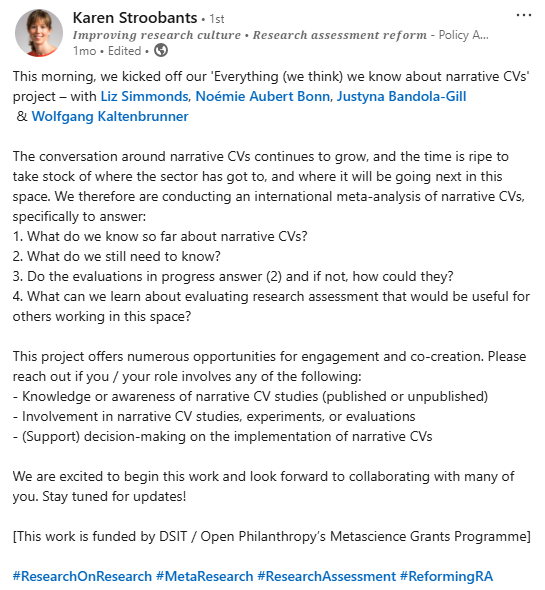 Karen Stroobants • 1st
Improving research culture • Research assessment reform - Policy A...
1mo • Edited •
This morning, we kicked off our 'Everything (we think) we know about narrative CVs'
project – with Liz Simmonds, Noémie Aubert Bonn, Justyna Bandola-Gill
& Wolfgang Kaltenbrunner
The conversation around narrative CVs continues to grow, and the time is ripe to
take stock of where the sector has got to, and where it will be going next in this
space. We therefore are conducting an international meta-analysis of narrative CVs,
specifically to answer:
1. What do we know so far about narrative CVs?
2. What do we still need to know?
3. Do the evaluations in progress answer (2) and if not, how could they?
4. What can we learn about evaluating research assessment that would be useful for
others working in this space?
This project offers numerous opportunities for engagement and co-creation. Please
reach out if you / your role involves any of the following:
- Knowledge or awareness of narrative CV studies (published or unpublished)
- Involvement in narrative CV studies, experiments, or evaluations
- (Support) decision-making on the implementation of narrative CVs
We are excited to begin this work and look forward to collaborating with many of
you. Stay tuned for updates!
[This work is funded by DSIT / Open Philanthropy's Metascience Grants Programme]
#ResearchOnResearch #MetaResearch #ResearchAssessment #ReformingRA